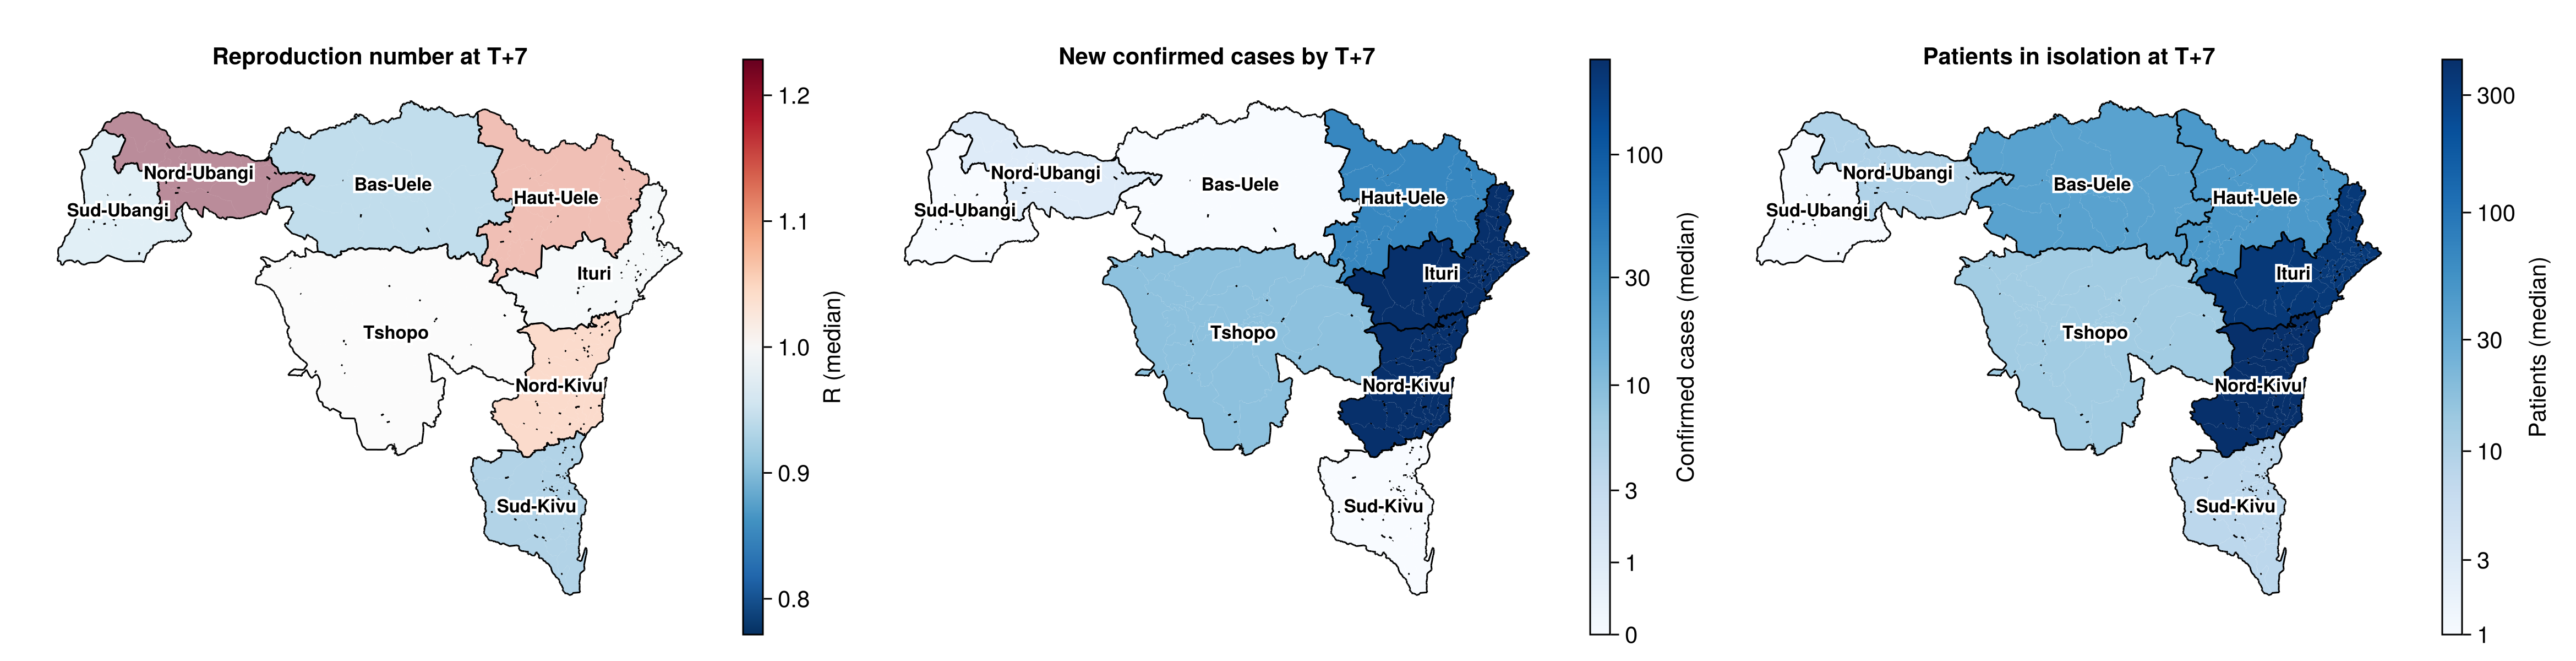 Reproduction number at T+7
Nord-Ubangi
Sud-Ubangi
Bas-Uele
Haut-Uele
Ituri
Tshopo
Nord-Kivu
Sud-Kivu
1.2
1.1
1.0
0.9
0.8
R (median)
New confirmed cases by T+7
Nord-Ubangi
Sud-Ubangi
Bas-Uele
Haut-Uele
Ituri
Tshopo
Nord-Kivu
Sud-Kivu
100
30
10
3
1
0
Confirmed cases (median)
Patients in isolation at T+7
Nord-Ubangi
Sud-Ubangi
Bas-Uele
Haut-Uele
Ituri
Tshopo
Nord-Kivu
Sud-Kivu
300
100
30
10
3
1
Patients (median)